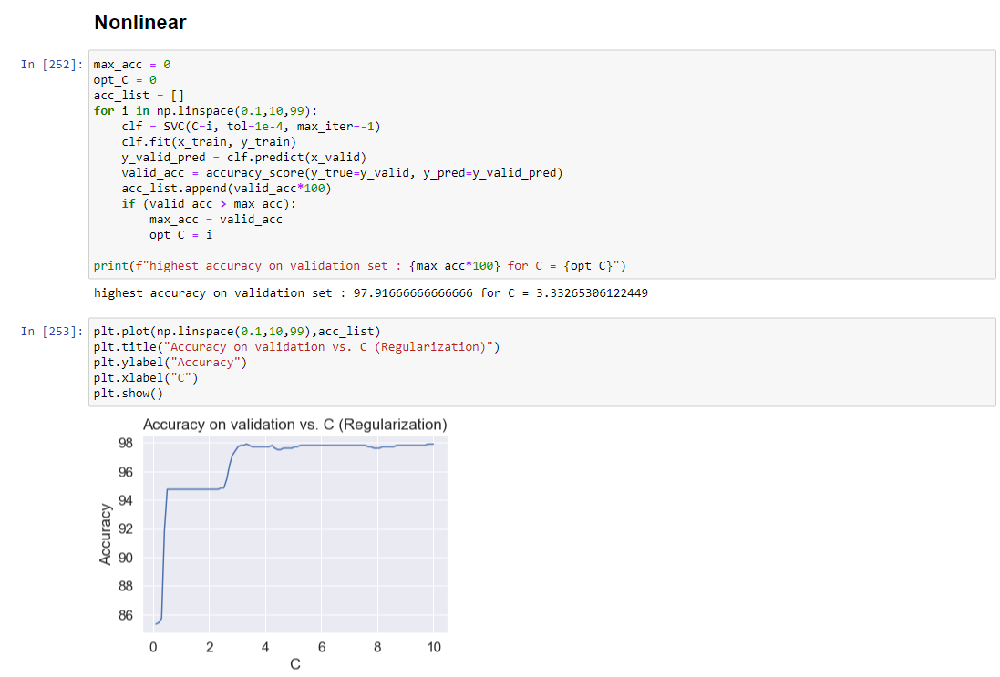 Nonlinear
In [252]:
max_acc = 0
opt_C = 0
acc_list = []
for i in np.linspace(0.1,10,99):
    clf = SVC(C=i, tol=1e-4, max_iter=-1)
    clf.fit(x_train, y_train)
    y_valid_pred = clf.predict(x_valid)
    valid_acc = accuracy_score(y_true=y_valid, y_pred=y_valid_pred)
    acc_list.append(valid_acc*100)
    if (valid_acc > max_acc):
        max_acc = valid_acc
        opt_C = i
print(f"highest accuracy on validation set : {max_acc*100} for C = {opt_C}")
highest accuracy on validation set : 97.91666666666666 for C = 3.33265306122449
In [253]:
plt.plot(np.linspace(0.1,10,99),acc_list)
plt.title("Accuracy on validation vs. C (Regularization)")
plt.ylabel("Accuracy")
plt.xlabel("C")
plt.show()
Accuracy on validation vs. C (Regularization)
98
96
94
92
90
88
86
Accuracy
0 2 4 6 8 10
C